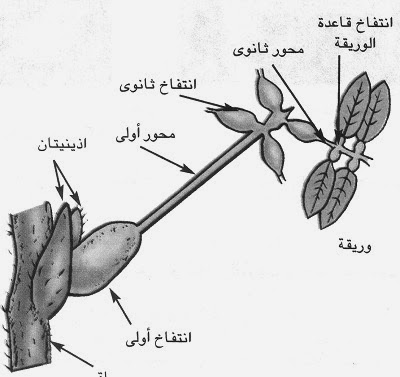 انتفاخ قاعدة
الوريقة
محور ثانوى
انتفاخ ثانوى
محور أولى
اذينيتان
وريقة
انتفاخ أولى